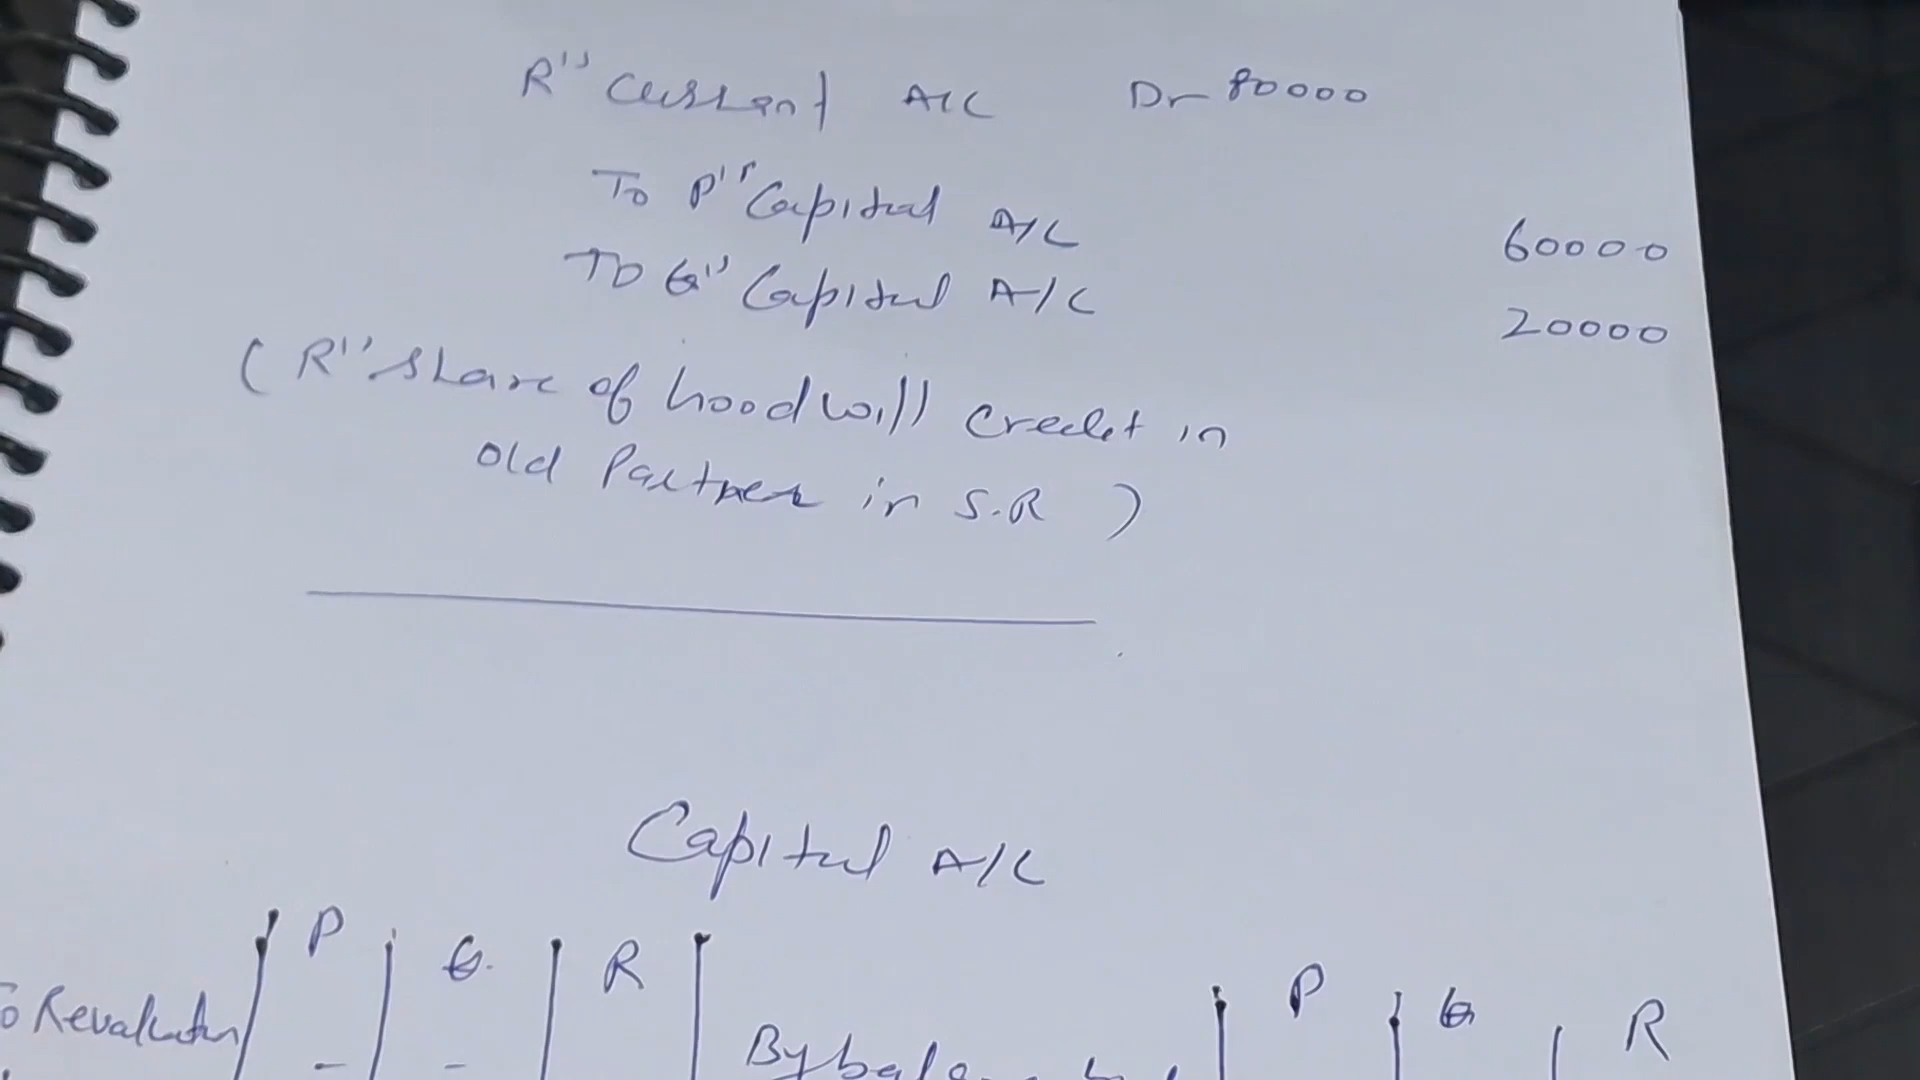 R's Current A/C Dr 80000
To P's Capital A/C 60000
To Q's Capital A/C 20000
(R's share of Goodwill Credit in
old Partner in S.R)
Capital A/C
P Q R P Q R
To Revaluation - - By balance